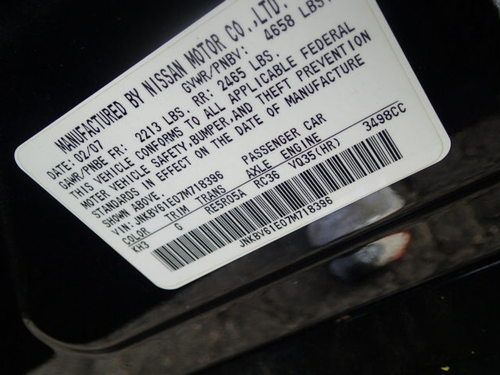 MANUFACTURED BY NISSAN MOTOR CO.,LTD.
DATE: 02/07 GVWR/PNBV: 4658 LBS
GAWR/PNBE FR: 2213 LBS. RR: 2465 LBS.
THIS VEHICLE CONFORMS TO ALL APPLICABLE FEDERAL
MOTOR VEHICLE SAFETY, BUMPER, AND THEFT PREVENTION
STANDARDS IN EFFECT ON THE DATE OF MANUFACTURE
SHOWN ABOVE.
VIN: JNKBV61E07M718396 PASSENGER CAR
COLOR TRIM TRANS AXLE ENGINE 3498CC
KH3 G RE5R05A RC36 VQ35(HR)
JNKBV61E07M718396